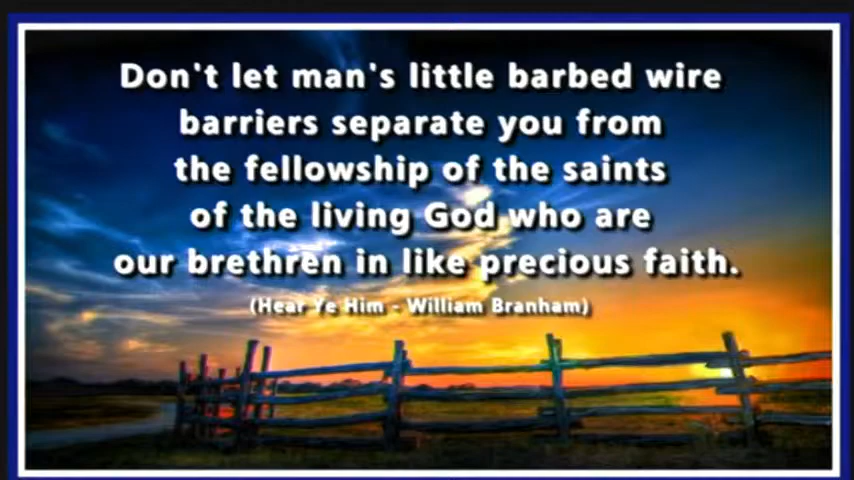 Don't let man's little barbed wire
barriers separate you from
the fellowship of the saints
of the living God who are
our brethren in like precious faith.
(Hear Ye Him - William Branham)